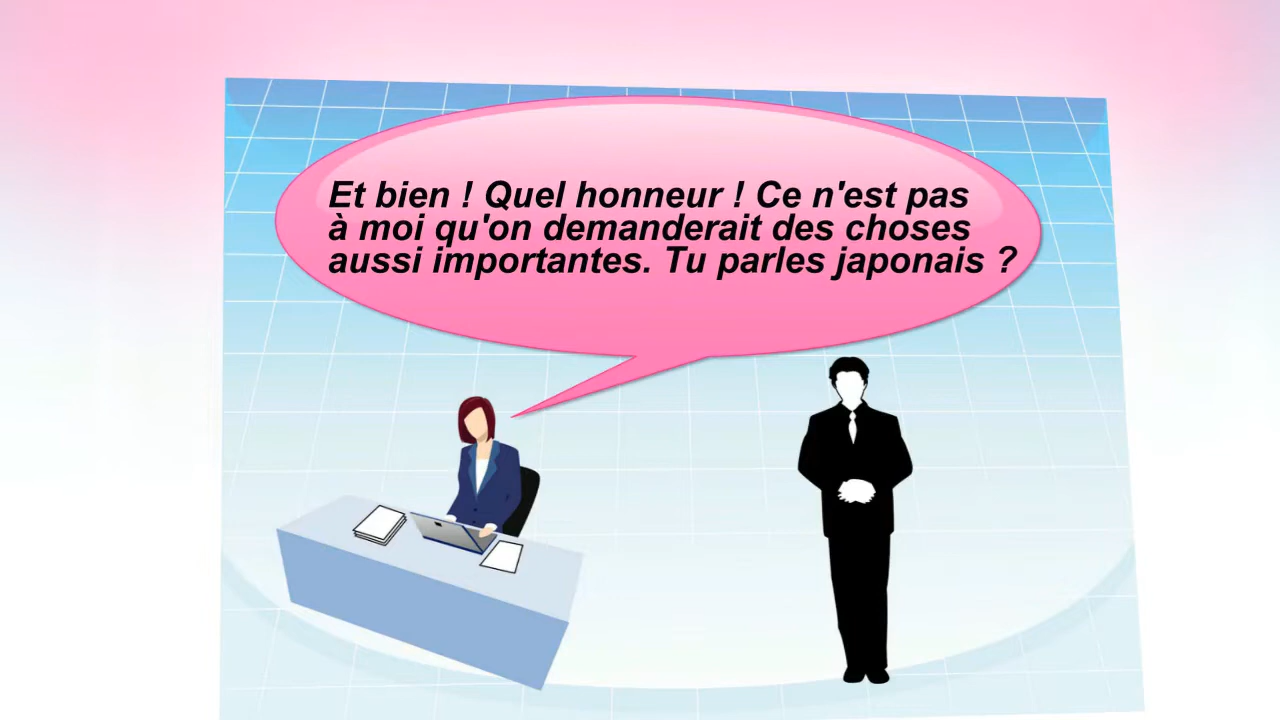 Et bien ! Quel honneur ! Ce n'est pas
à moi qu'on demanderait des choses
aussi importantes. Tu parles japonais ?